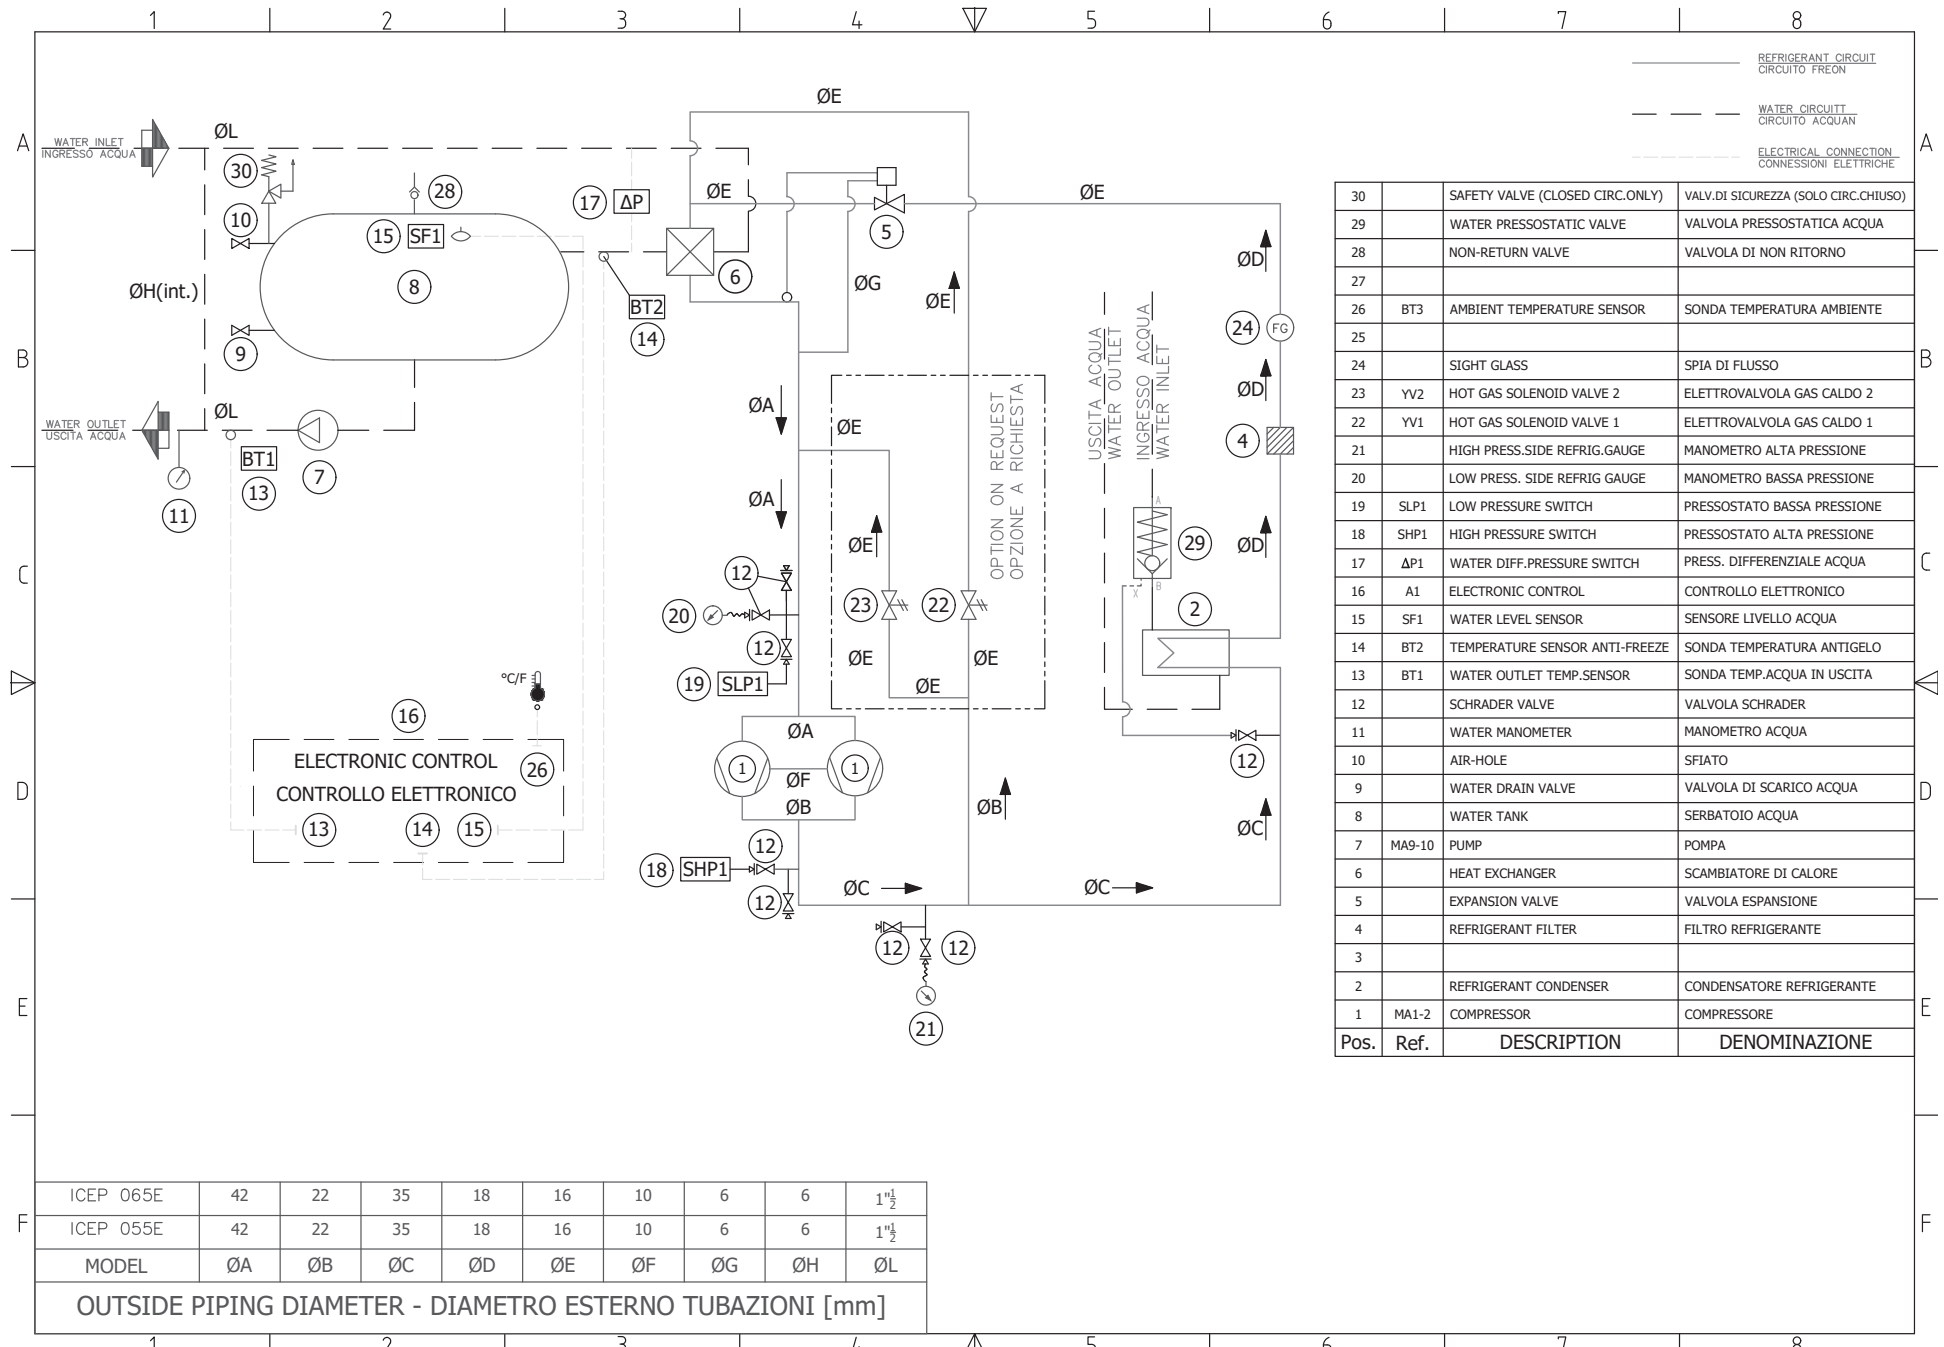 1 2 3 4 5 6 7 8
A
B
C
D
E
F
A
B
C
D
E
F
REFRIGERANT CIRCUIT
CIRCUITO FREON
WATER CIRCUITT
CIRCUITO ACQUAN
ELECTRICAL CONNECTION
CONNESSIONI ELETTRICHE
WATER INLET
INGRESSO ACQUA
ØL
30
10
28
15 SF1
8
9
ØH(int.)
17 ΔP
BT2
14
6
ØE
ØE
5
ØE
ØG
ØE
ØD
24 FG
ØD
4
ØD
WATER OUTLET
USCITA ACQUA
ØL
BT1
13
7
11
ØA
ØA
ØE
ØE
OPTION ON REQUEST
OPZIONE A RICHIESTA
USCITA ACQUA
WATER OUTLET
INGRESSO ACQUA
WATER INLET
A
29
X
B
2
12
20
12
19 SLP1
23
22
ØE
ØE
ØE
°C/F
16
ELECTRONIC CONTROL
26
CONTROLLO ELETTRONICO
13
14
15
ØA
1
1
ØF
ØB
ØB
12
ØC
12
18 SHP1
12
ØC
ØC
12
12
21
30 SAFETY VALVE (CLOSED CIRC.ONLY) VALV.DI SICUREZZA (SOLO CIRC.CHIUSO)
29 WATER PRESSOSTATIC VALVE VALVOLA PRESSOSTATICA ACQUA
28 NON-RETURN VALVE VALVOLA DI NON RITORNO
27
26 BT3 AMBIENT TEMPERATURE SENSOR SONDA TEMPERATURA AMBIENTE
25
24 SIGHT GLASS SPIA DI FLUSSO
23 YV2 HOT GAS SOLENOID VALVE 2 ELETTROVALVOLA GAS CALDO 2
22 YV1 HOT GAS SOLENOID VALVE 1 ELETTROVALVOLA GAS CALDO 1
21 HIGH PRESS.SIDE REFRIG.GAUGE MANOMETRO ALTA PRESSIONE
20 LOW PRESS. SIDE REFRIG GAUGE MANOMETRO BASSA PRESSIONE
19 SLP1 LOW PRESSURE SWITCH PRESSOSTATO BASSA PRESSIONE
18 SHP1 HIGH PRESSURE SWITCH PRESSOSTATO ALTA PRESSIONE
17 ΔP1 WATER DIFF.PRESSURE SWITCH PRESS. DIFFERENZIALE ACQUA
16 A1 ELECTRONIC CONTROL CONTROLLO ELETTRONICO
15 SF1 WATER LEVEL SENSOR SENSORE LIVELLO ACQUA
14 BT2 TEMPERATURE SENSOR ANTI-FREEZE SONDA TEMPERATURA ANTIGELO
13 BT1 WATER OUTLET TEMP.SENSOR SONDA TEMP.ACQUA IN USCITA
12 SCHRADER VALVE VALVOLA SCHRADER
11 WATER MANOMETER MANOMETRO ACQUA
10 AIR-HOLE SFIATO
9 WATER DRAIN VALVE VALVOLA DI SCARICO ACQUA
8 WATER TANK SERBATOIO ACQUA
7 MA9-10 PUMP POMPA
6 HEAT EXCHANGER SCAMBIATORE DI CALORE
5 EXPANSION VALVE VALVOLA ESPANSIONE
4 REFRIGERANT FILTER FILTRO REFRIGERANTE
3
2 REFRIGERANT CONDENSER CONDENSATORE REFRIGERANTE
1 MA1-2 COMPRESSOR COMPRESSORE
Pos. Ref. DESCRIPTION DENOMINAZIONE
ICEP 065E 42 22 35 18 16 10 6 6 1"1/2
ICEP 055E 42 22 35 18 16 10 6 6 1"1/2
MODEL ØA ØB ØC ØD ØE ØF ØG ØH ØL
OUTSIDE PIPING DIAMETER - DIAMETRO ESTERNO TUBAZIONI [mm]
1 2 3 4 5 6 7 8